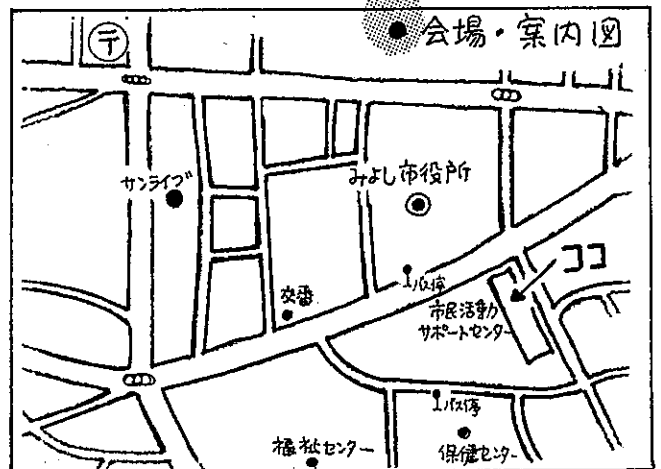 会場・案内図
〒
サンライブ
みよし市役所
ココ
バス停
交番
市民活動
サポートセンター
バス停
福祉センター
保健センター